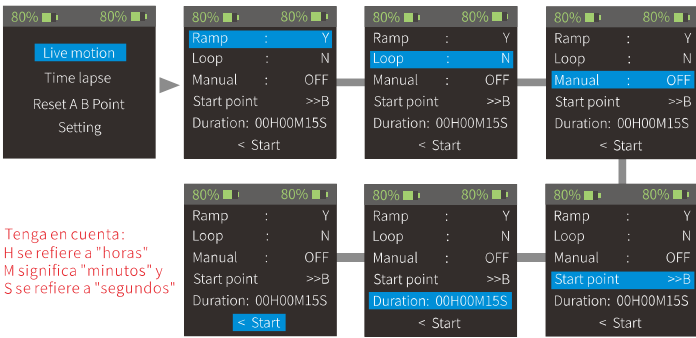 80% 80%
Live motion
Time lapse
Reset A B Point
Setting
80% 80%
Ramp : Y
Loop : N
Manual : OFF
Start point >>B
Duration: 00H00M15S
< Start
80% 80%
Ramp : Y
Loop : N
Manual : OFF
Start point >>B
Duration: 00H00M15S
< Start
80% 80%
Ramp : Y
Loop : N
Manual : OFF
Start point >>B
Duration: 00H00M15S
< Start
80% 80%
Ramp : Y
Loop : N
Manual : OFF
Start point >>B
Duration: 00H00M15S
< Start
80% 80%
Ramp : Y
Loop : N
Manual : OFF
Start point >>B
Duration: 00H00M15S
< Start
80% 80%
Ramp : Y
Loop : N
Manual : OFF
Start point >>B
Duration: 00H00M15S
< Start
Tenga en cuenta:
H se refiere a "horas"
M significa "minutos" y
S se refiere a "segundos"